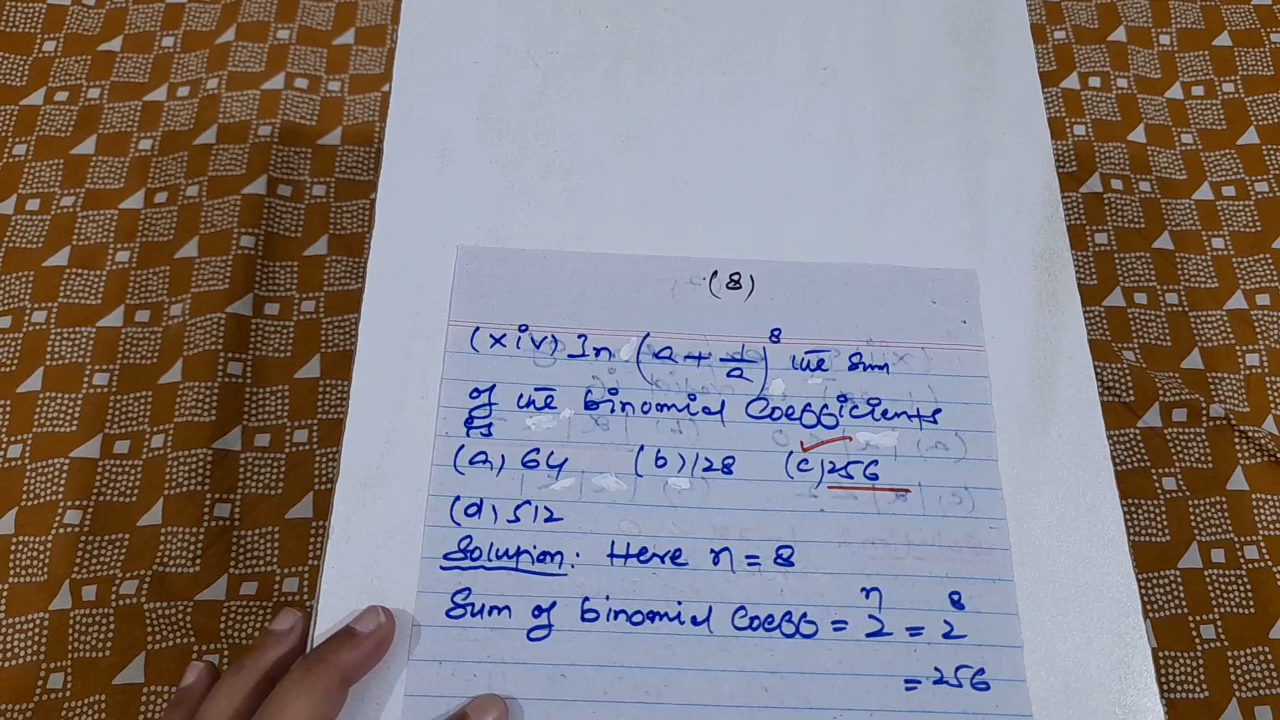 (8)
(xiv) In (a + 1/a)^8 the sum
of the binomial coefficients
is
(a) 64 (b) 128 (c) 256
(d) 512
Solution: Here n = 8
Sum of binomial coeff = 2^n = 2^8
= 256